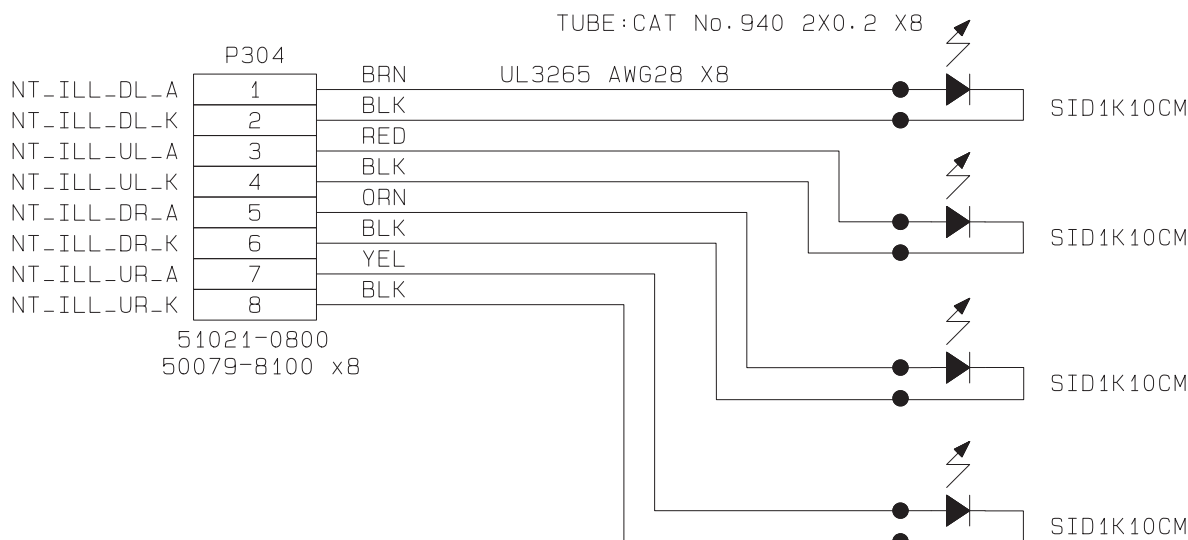 TUBE:CAT No.940 2X0.2 X8
P304
BRN
UL3265 AWG28 X8
NT_ILL_DL_A
1
BLK
SID1K10CM
NT_ILL_DL_K
2
RED
NT_ILL_UL_A
3
BLK
NT_ILL_UL_K
4
ORN
NT_ILL_DR_A
5
BLK
SID1K10CM
NT_ILL_DR_K
6
YEL
NT_ILL_UR_A
7
BLK
NT_ILL_UR_K
8
51021-0800
50079-8100 x8
SID1K10CM
SID1K10CM